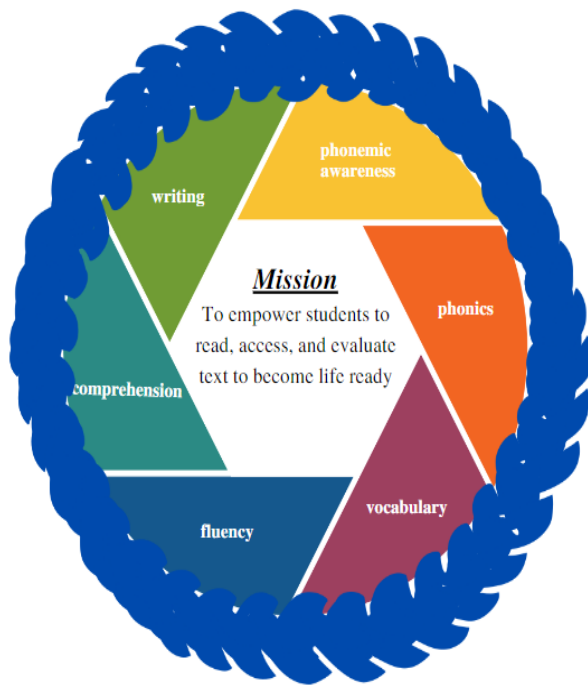 phonemic
awareness
writing
Mission
To empower students to
read, access, and evaluate
text to become life ready
phonics
comprehension
vocabulary
fluency